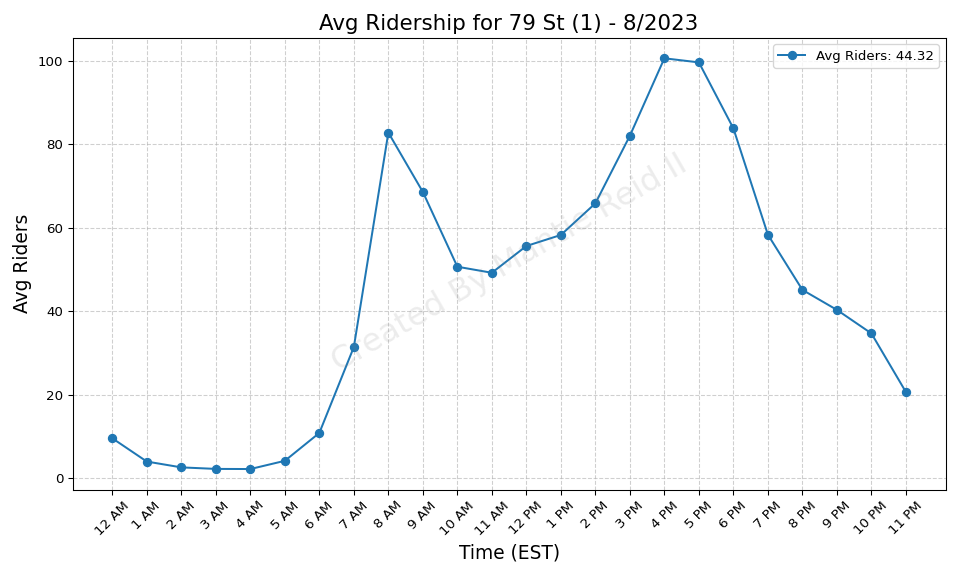 Avg Ridership for 79 St (1) - 8/2023
Avg Riders: 44.32
100
80
60
40
20
0
Avg Riders
Created By Mantie Reid II
12 AM
1 AM
2 AM
3 AM
4 AM
5 AM
6 AM
7 AM
8 AM
9 AM
10 AM
11 AM
12 PM
1 PM
2 PM
3 PM
4 PM
5 PM
6 PM
7 PM
8 PM
9 PM
10 PM
11 PM
Time (EST)